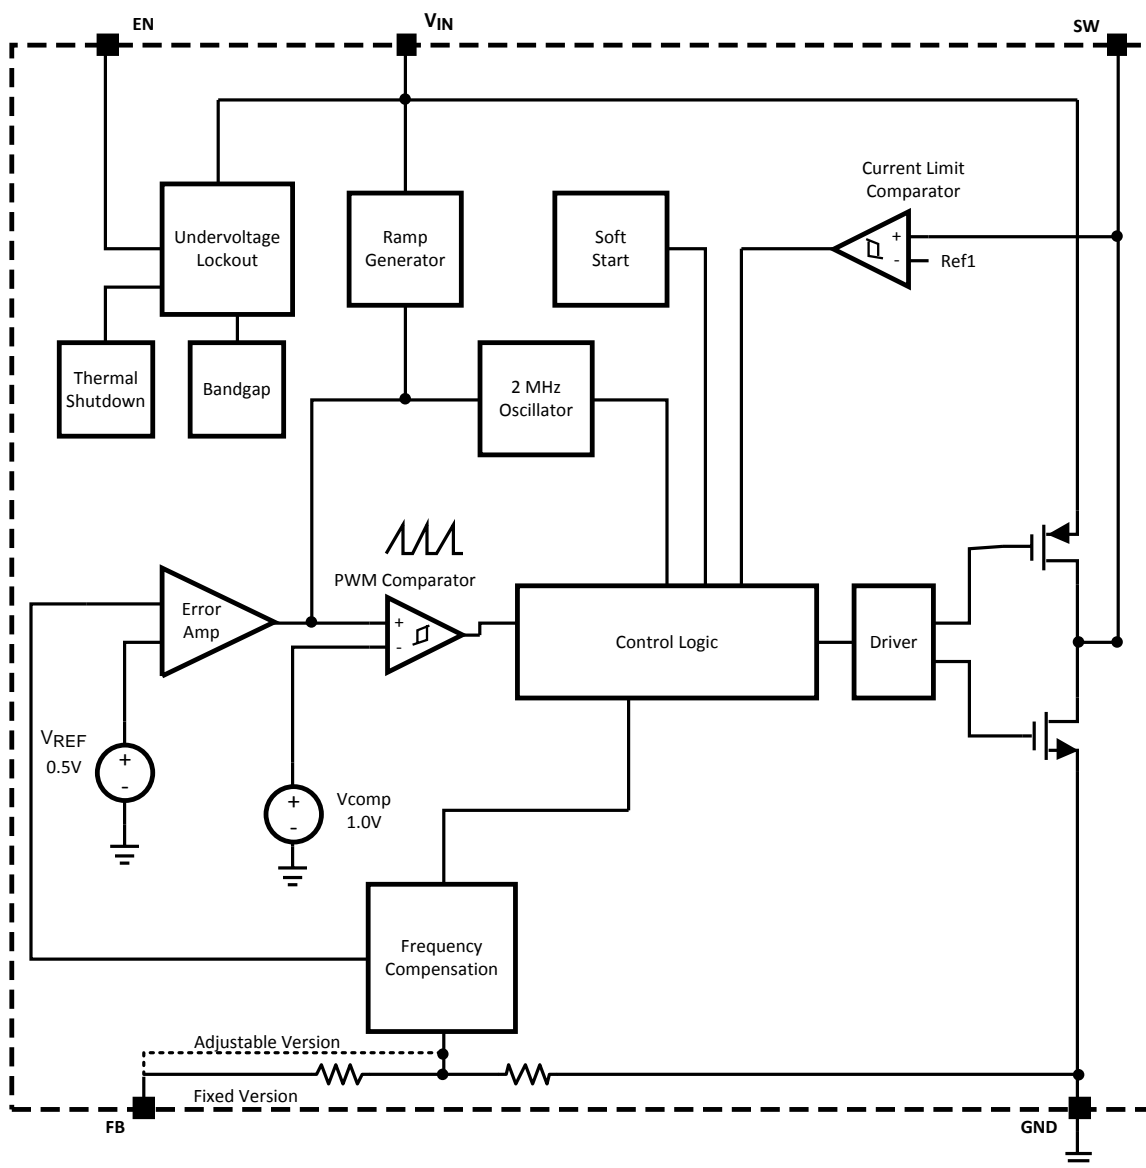 EN
VIN
SW
Current Limit
Comparator
Undervoltage
Lockout
Ramp
Generator
Soft
Start
+
-
Ref1
Thermal
Shutdown
Bandgap
2 MHz
Oscillator
PWM Comparator
Error
Amp
+
-
Control Logic
Driver
VREF
0.5V
+
-
Vcomp
1.0V
+
-
Frequency
Compensation
Adjustable Version
Fixed Version
FB
GND